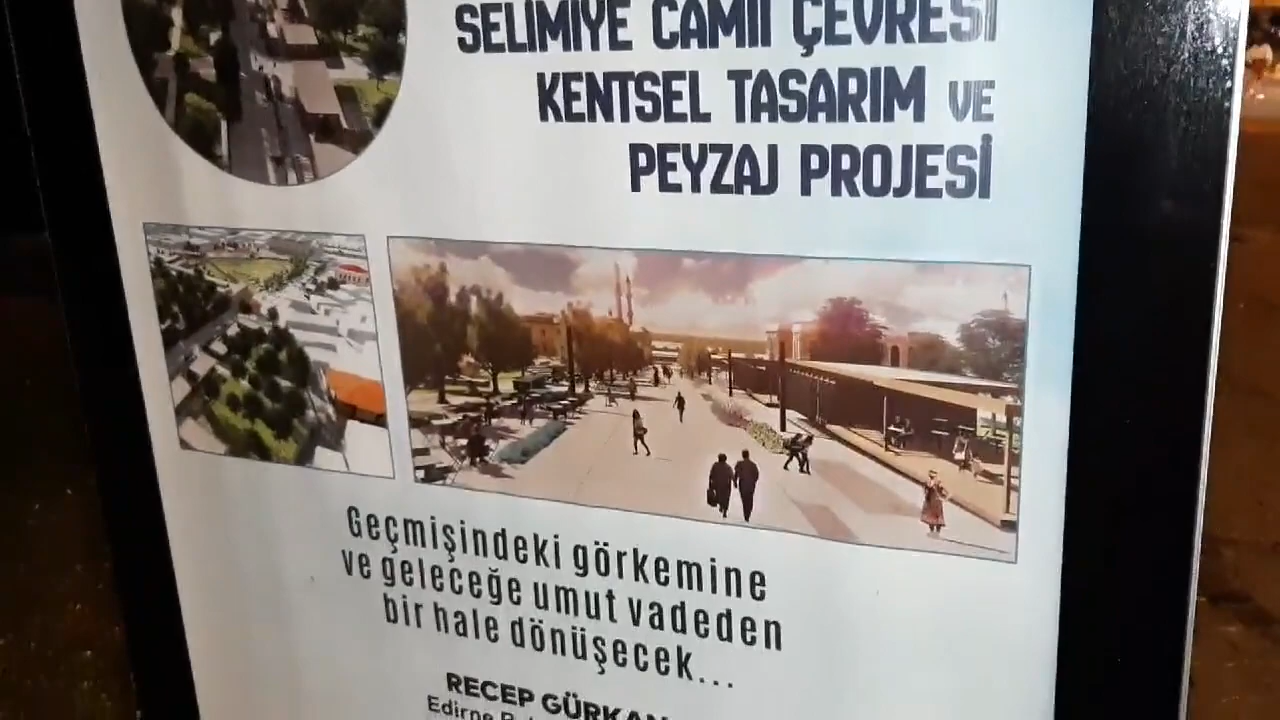 SELİMİYE CAMİİ ÇEVRESİ
KENTSEL TASARIM VE
PEYZAJ PROJESİ
Geçmişindeki görkemine
ve geleceğe umut vadeden
bir hale dönüşecek...
RECEP GÜRKAN
Edirne